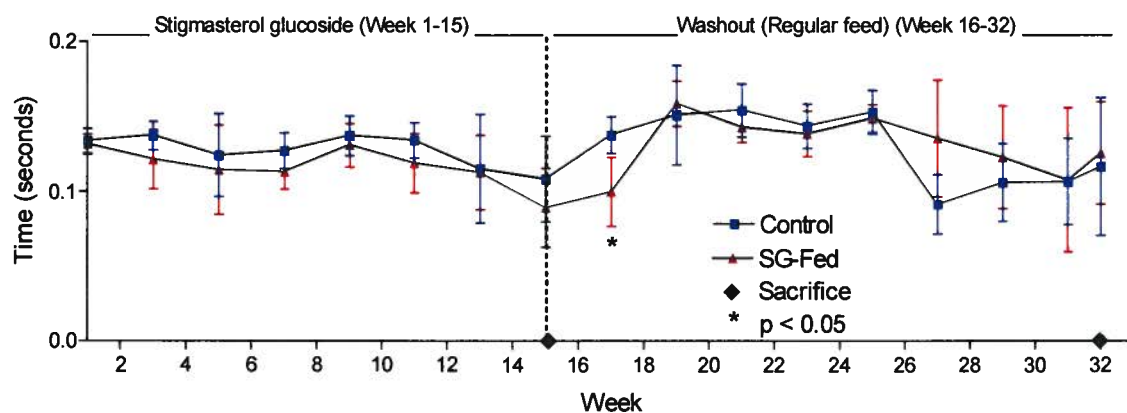 Stigmasterol glucoside (Week 1-15)
Washout (Regular feed) (Week 16-32)
Time (seconds)
0.2
0.1
0.0
*
Control
SG-Fed
Sacrifice
* p < 0.05
2 4 6 8 10 12 14 16 18 20 22 24 26 28 30 32
Week